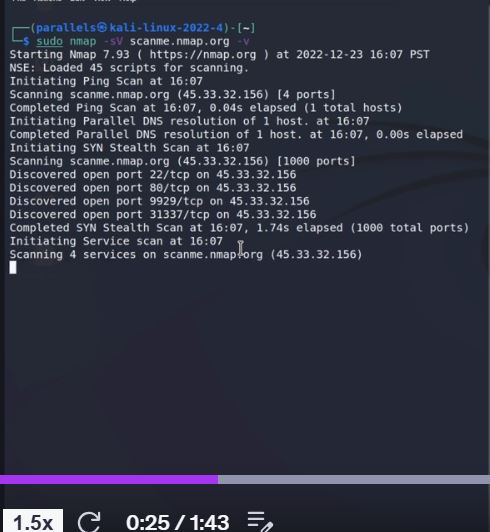 ┌──(parallels㉿kali-linux-2022-4)-[~]
└─$ sudo nmap -sV scanme.nmap.org -v
Starting Nmap 7.93 ( https://nmap.org ) at 2022-12-23 16:07 PST
NSE: Loaded 45 scripts for scanning.
Initiating Ping Scan at 16:07
Scanning scanme.nmap.org (45.33.32.156) [4 ports]
Completed Ping Scan at 16:07, 0.04s elapsed (1 total hosts)
Initiating Parallel DNS resolution of 1 host. at 16:07
Completed Parallel DNS resolution of 1 host. at 16:07, 0.00s elapsed
Initiating SYN Stealth Scan at 16:07
Scanning scanme.nmap.org (45.33.32.156) [1000 ports]
Discovered open port 22/tcp on 45.33.32.156
Discovered open port 80/tcp on 45.33.32.156
Discovered open port 9929/tcp on 45.33.32.156
Discovered open port 31337/tcp on 45.33.32.156
Completed SYN Stealth Scan at 16:07, 1.74s elapsed (1000 total ports)
Initiating Service scan at 16:07
Scanning 4 services on scanme.nmap.org (45.33.32.156)
1.5x 0:25 / 1:43